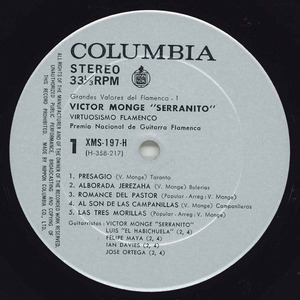 COLUMBIA
STEREO
33⅓RPM
Grandes Valores del Flamenco - 1
VICTOR MONGE "SERRANITO"
VIRTUOSISMO FLAMENCO
Premio Nacional de Guitarra Flamenca
1 XMS-197-H
(H-358-217)
1. PRESAGIO (V. Monge) Taranto
2. ALBORADA JEREZAHA (V. Monge) Bulerias
3. ROMANCE DEL PASTOR (Popular-Arreg: V. Monge)
4. AL SON DE LAS CAMPANILLAS (V. Monge) Campanilleros
5. LAS TRES MORILLAS (Popular-Arreg: V. Monge)
Guitarristas: VICTOR MONGE "SERRANITO"
LUIS "EL HABICHUELA" (2, 4)
FELIPE MAYA (2, 4)
IAN DAVIES (2, 4)
JOSE ORTEGA (2, 4)
ALL RIGHTS OF THE MANUFACTURER AND OF THE OWNER OF THE RECORDED WORK RESERVED.
UNAUTHORIZED PUBLIC PERFORMANCE, BROADCASTING AND COPYING OF
THIS RECORD PROHIBITED. MADE BY NIPPON COLUMBIA CO., LTD.